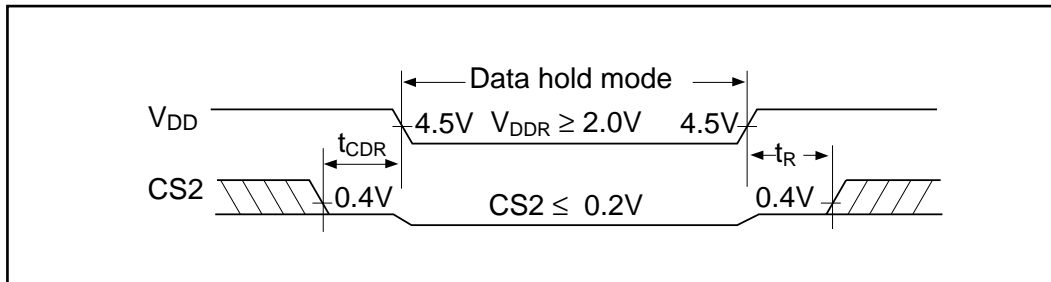 Data hold mode
VDD 4.5V VDDR ≥ 2.0V 4.5V
tCDR tR
CS2 0.4V CS2 ≤ 0.2V 0.4V